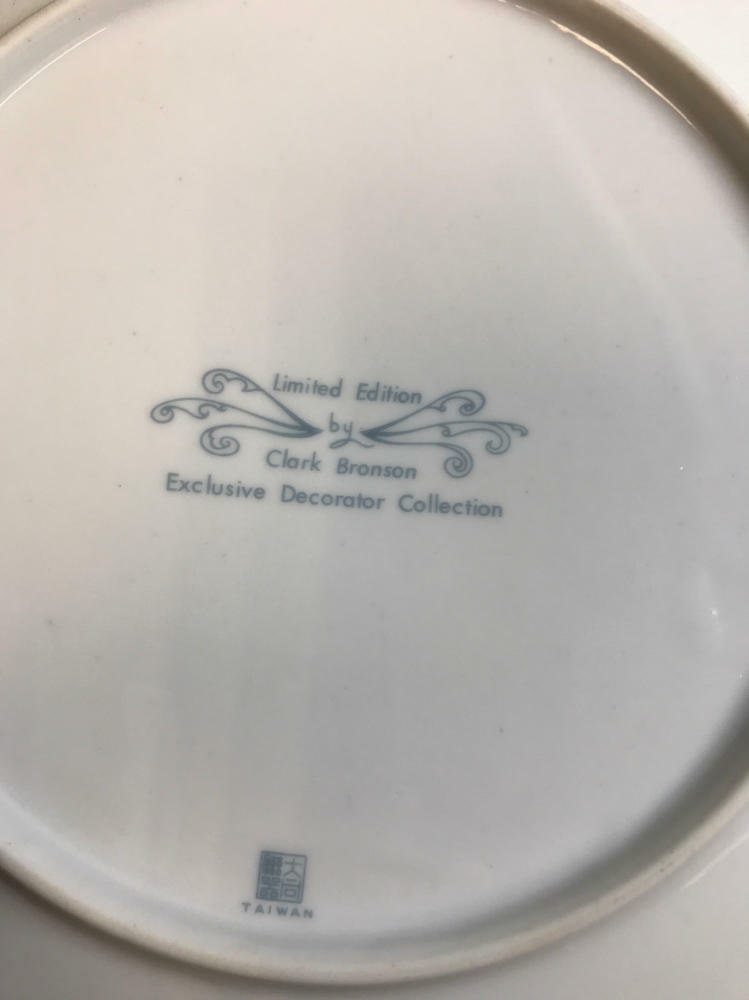 Limited Edition
by
Clark Bronson
Exclusive Decorator Collection
TAIWAN